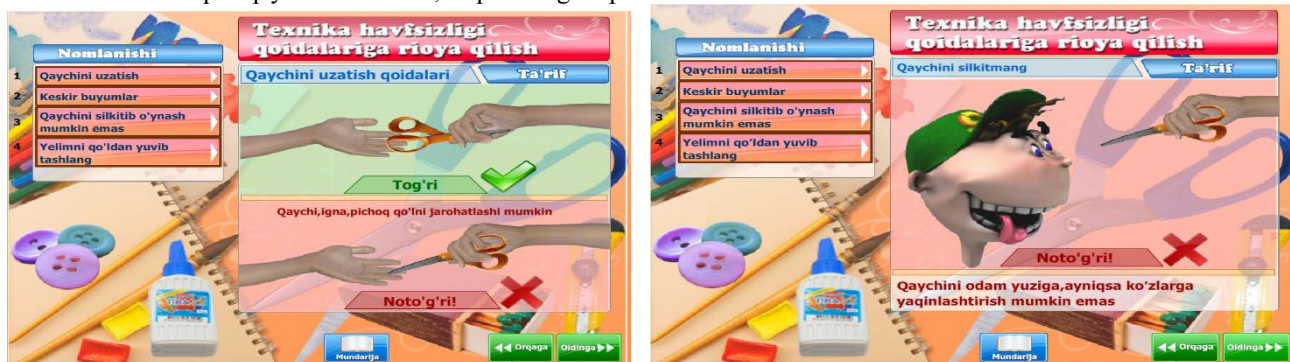 Texnika havfsizligi
qoidalariga rioya qilish
Nomlanishi
1 Qaychini uzatish
2 Keskir buyumlar
3 Qaychini silkitib o'ynash
mumkin emas
4 Yelimni qo'ldan yuvib
tashlang
Qaychini uzatish qoidalari
Ta'rif
Tog'ri
Qaychi,igna,pichoq qo'lni jarohatlashi mumkin
Noto'g'ri!
Mundarija
Orqaga
Oldinga
Texnika havfsizligi
qoidalariga rioya qilish
Nomlanishi
1 Qaychini uzatish
2 Keskir buyumlar
3 Qaychini silkitib o'ynash
mumkin emas
4 Yelimni qo'ldan yuvib
tashlang
Qaychini silkitmang
Ta'rif
Noto'g'ri!
Qaychini odam yuziga,ayniqsa ko'zlarga
yaqinlashtirish mumkin emas
Mundarija
Orqaga
Oldinga